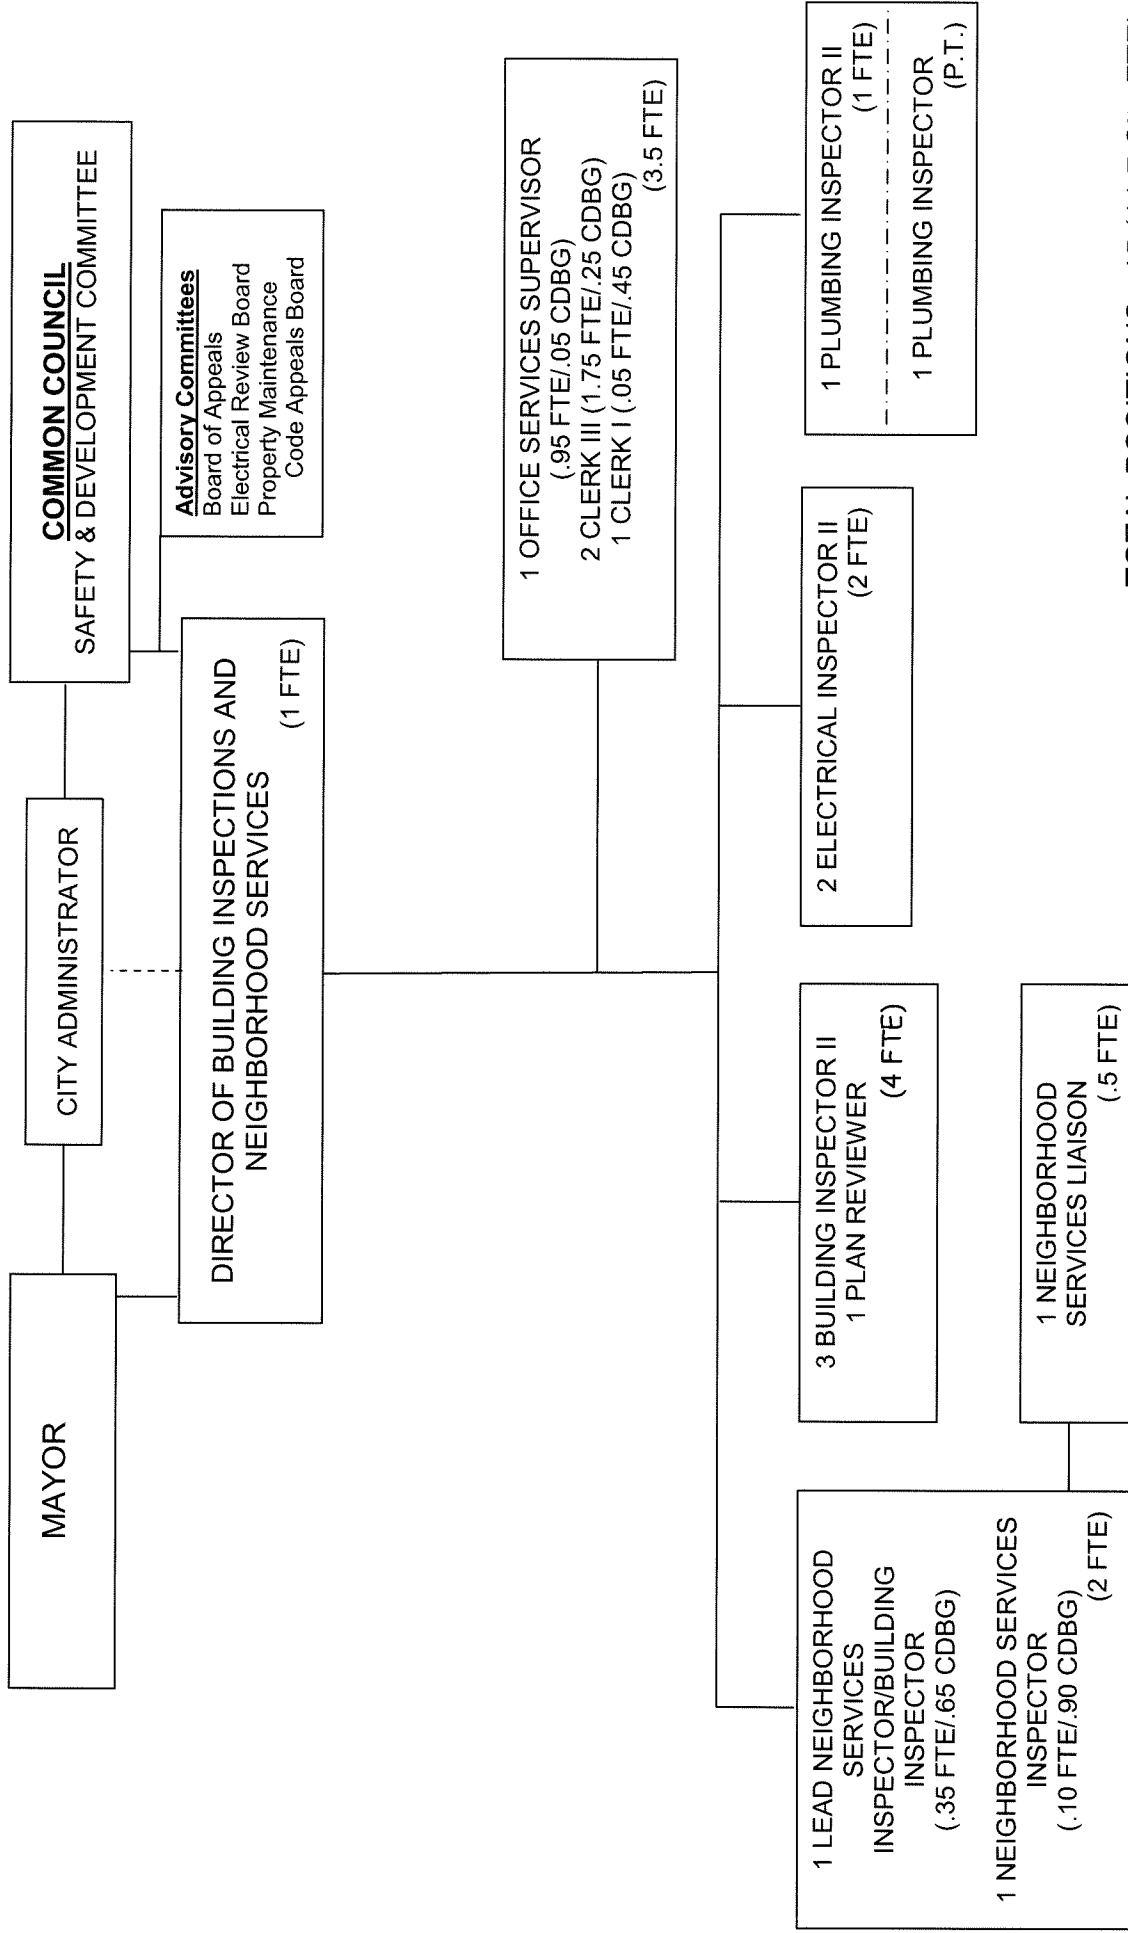 MAYOR
CITY ADMINISTRATOR
COMMON COUNCIL
SAFETY & DEVELOPMENT COMMITTEE
Advisory Committees
Board of Appeals
Electrical Review Board
Property Maintenance
Code Appeals Board
DIRECTOR OF BUILDING INSPECTIONS AND
NEIGHBORHOOD SERVICES
(1 FTE)
1 OFFICE SERVICES SUPERVISOR
(.95 FTE/.05 CDBG)
2 CLERK III (1.75 FTE/.25 CDBG)
1 CLERK I (.05 FTE/.45 CDBG)
(3.5 FTE)
1 LEAD NEIGHBORHOOD
SERVICES
INSPECTOR/BUILDING
INSPECTOR
(.35 FTE/.65 CDBG)
1 NEIGHBORHOOD SERVICES
INSPECTOR
(.10 FTE/.90 CDBG)
(2 FTE)
3 BUILDING INSPECTOR II
1 PLAN REVIEWER
(4 FTE)
1 NEIGHBORHOOD
SERVICES LIAISON
(.5 FTE)
2 ELECTRICAL INSPECTOR II
(2 FTE)
1 PLUMBING INSPECTOR II
(1 FTE)
1 PLUMBING INSPECTOR
(P.T.)